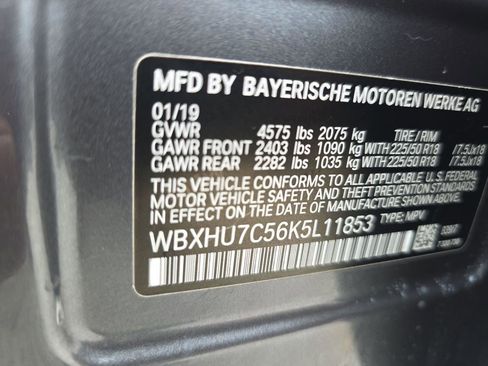 MFD BY BAYERISCHE MOTOREN WERKE AG
01/19
GVWR 4575 lbs 2075 kg TIRE / RIM
GAWR FRONT 2403 lbs 1090 kg WITH 225/50 R18 /7.5Jx18
GAWR REAR 2282 lbs 1035 kg WITH 225/50 R18 /7.5Jx18
THIS VEHICLE CONFORMS TO ALL APPLICABLE U.S. FEDERAL
MOTOR VEHICLE SAFETY AND THEFT PREVENTION STANDARDS
IN EFFECT ON THE DATE OF MANUFACTURE SHOWN ABOVE.
WBXHU7C56K5L11853 TYPE: MPV